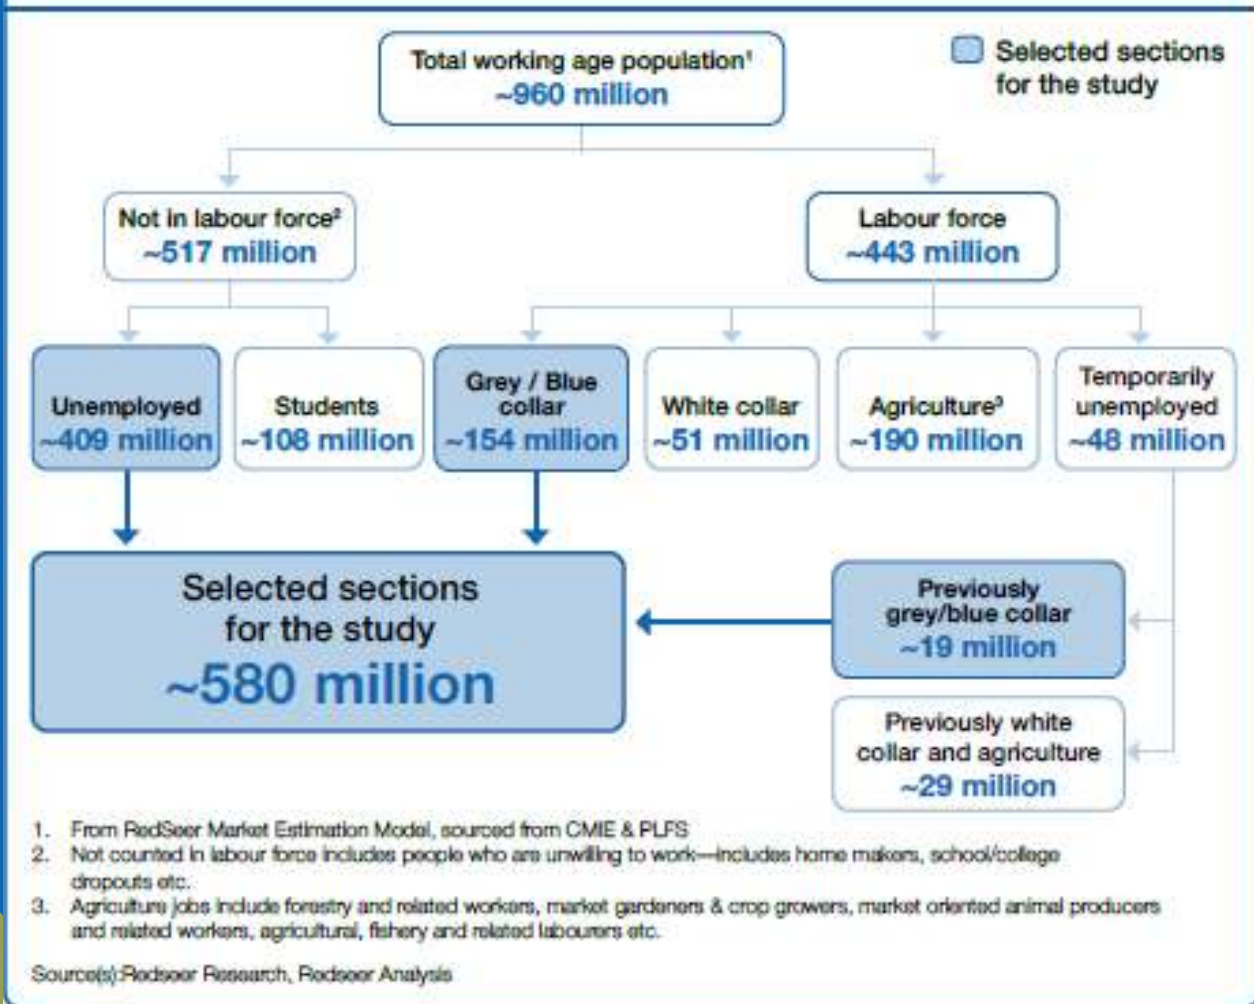 Total working age population¹
~960 million
Selected sections
for the study
Not in labour force²
~517 million
Labour force
~443 million
Unemployed
~409 million
Students
~108 million
Grey / Blue
collar
~154 million
White collar
~51 million
Agriculture³
~190 million
Temporarily
unemployed
~48 million
Selected sections
for the study
~580 million
Previously
grey/blue collar
~19 million
Previously white
collar and agriculture
~29 million
1. From RedSeer Market Estimation Model, sourced from CMIE & PLFS
2. Not counted in labour force includes people who are unwilling to work—includes home makers, school/college
dropouts etc.
3. Agriculture jobs include forestry and related workers, market gardeners & crop growers, market oriented animal producers
and related workers, agricultural, fishery and related labourers etc.
Source(s):Redseer Research, Redseer Analysis